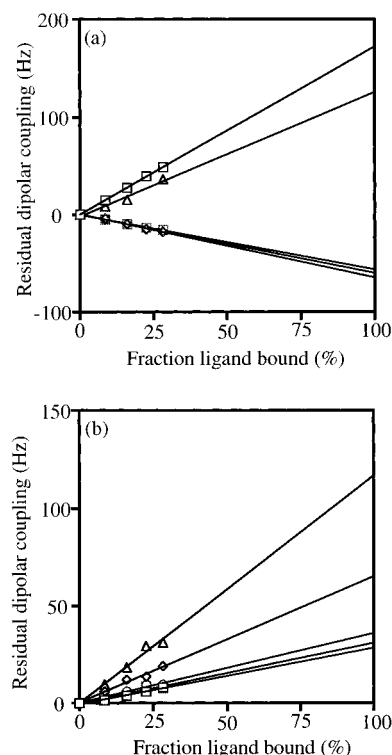 200
(a)
100
0
-100
Residual dipolar coupling (Hz)
0 25 50 75 100
Fraction ligand bound (%)
150
(b)
100
50
0
Residual dipolar coupling (Hz)
0 25 50 75 100
Fraction ligand bound (%)